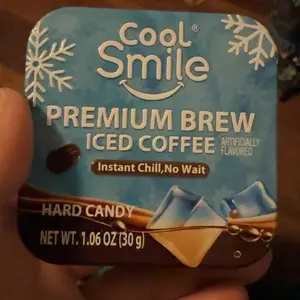 Cool®
Smile
PREMIUM BREW
ICED COFFEE ARTIFICIALLY
FLAVORED
Instant Chill,No Wait
HARD CANDY
NET WT. 1.06 OZ (30 g)